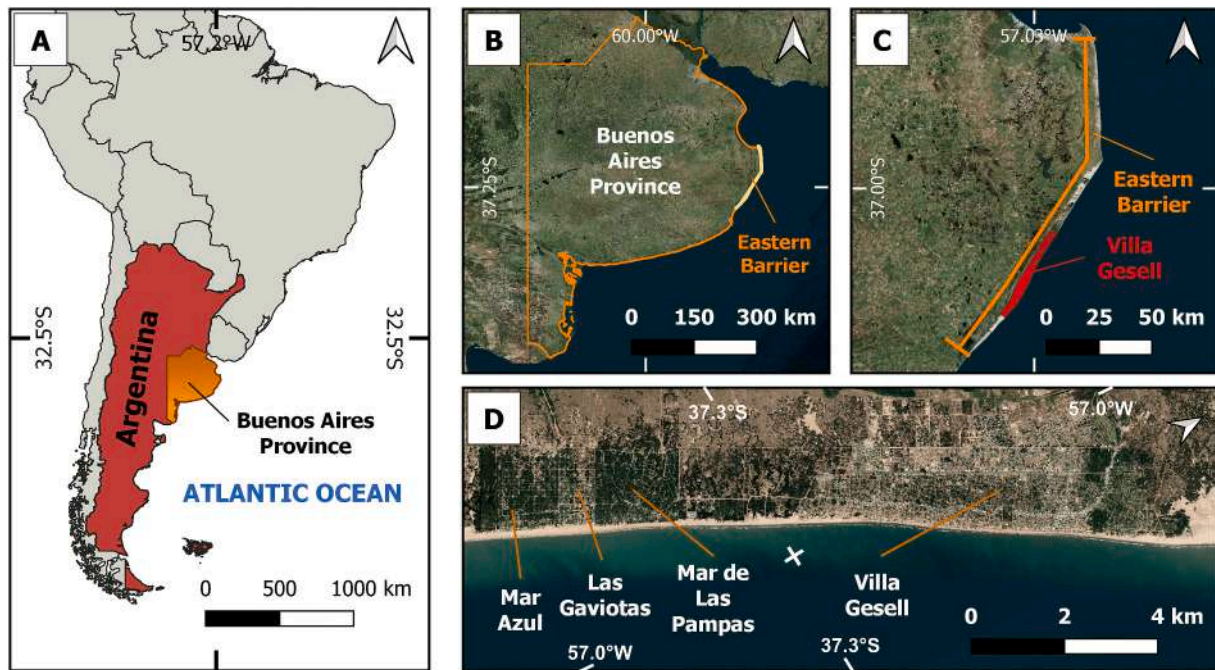 A
57.2°W
32.5°S
32.5°S
Argentina
Buenos Aires
Province
ATLANTIC OCEAN
0 500 1000 km
B
60.00°W
37.25°S
Buenos
Aires
Province
Eastern
Barrier
0 150 300 km
C
57.03°W
37.00°S
Eastern
Barrier
Villa
Gesell
0 25 50 km
D
37.3°S
57.0°W
Mar
Azul
Las
Gaviotas
Mar de
Las
Pampas
Villa
Gesell
0 2 4 km
57.0°W
37.3°S